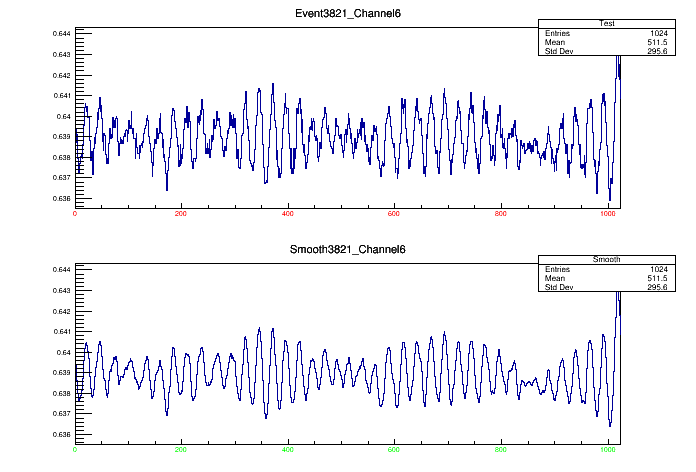 Event3821_Channel6
Test
Entries 1024
Mean 511.5
Std Dev 295.6
0.644
0.643
0.642
0.641
0.64
0.639
0.638
0.637
0.636
0 200 400 600 800 1000
Smooth3821_Channel6
Smooth
Entries 1024
Mean 511.5
Std Dev 295.6
0.644
0.643
0.642
0.641
0.64
0.639
0.638
0.637
0.636
0 200 400 600 800 1000